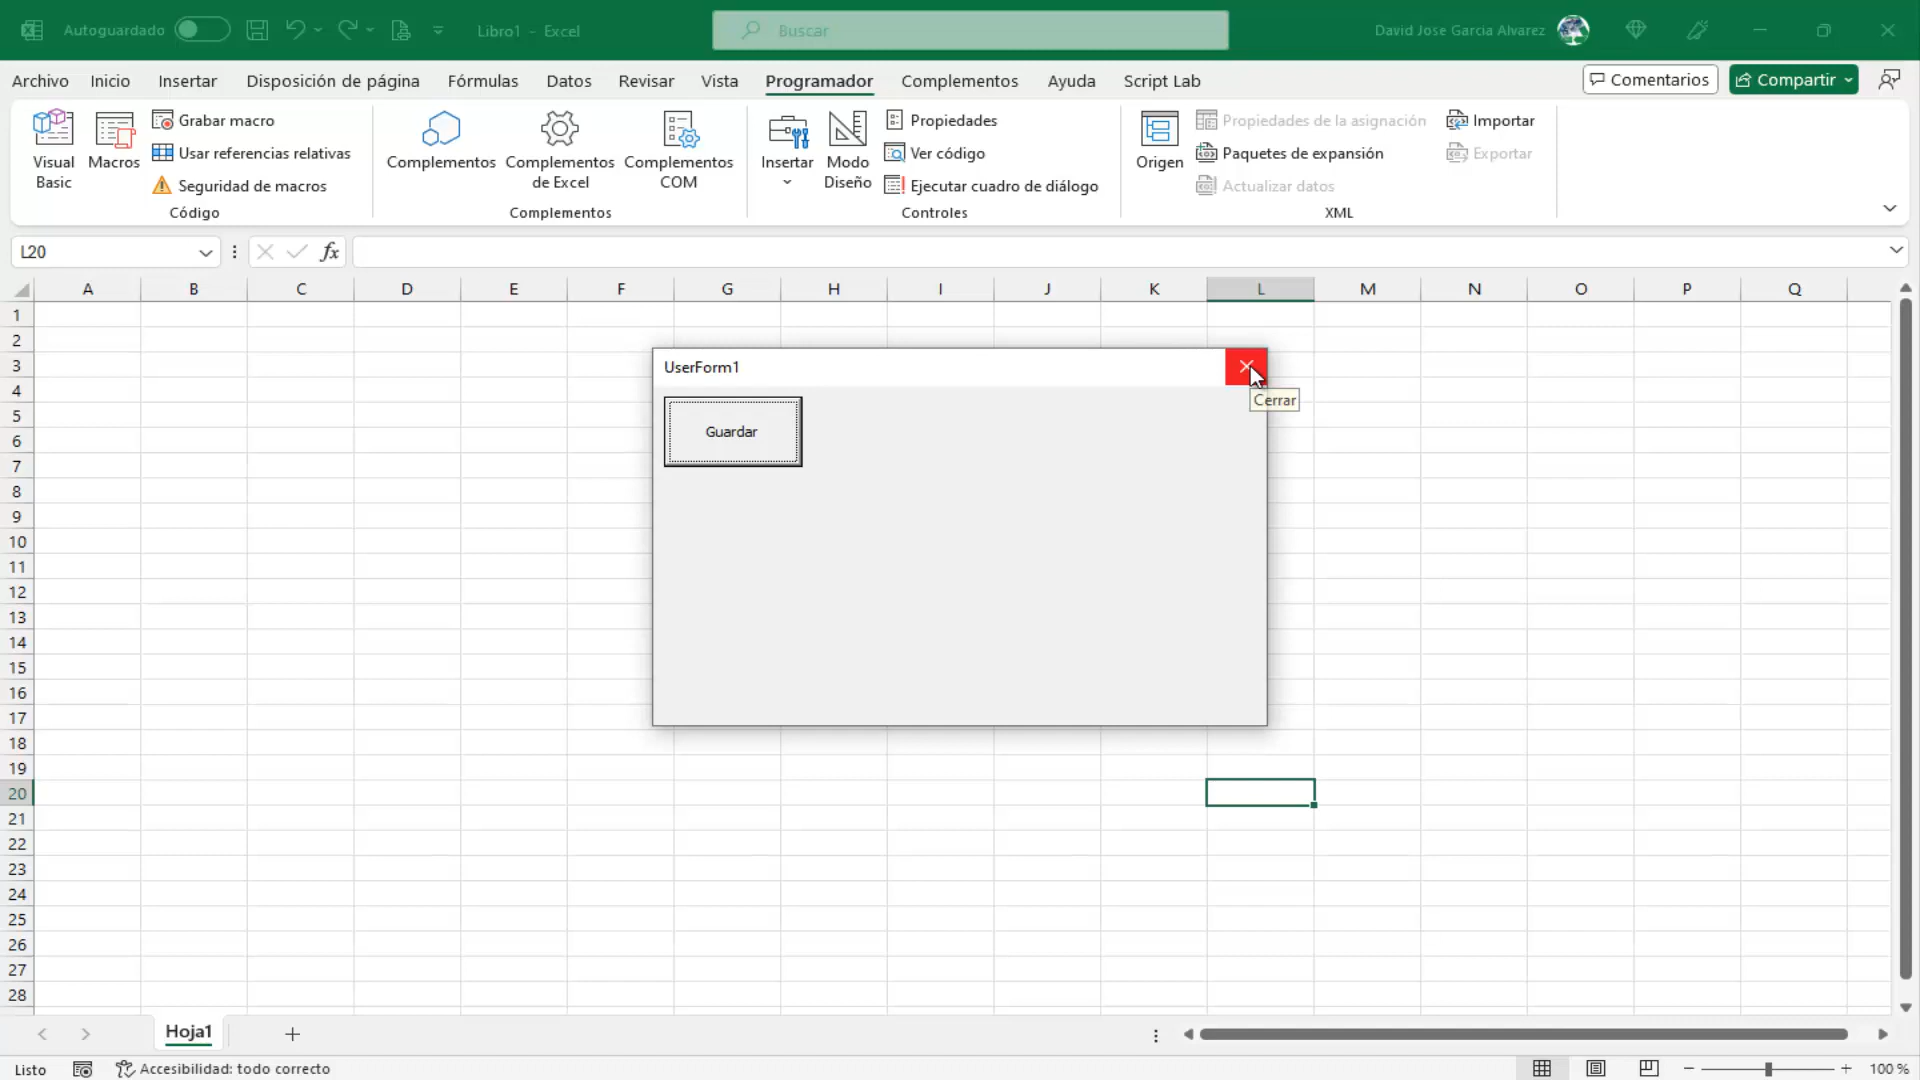 Autoguardado
Libro1 - Excel
Buscar
David Jose Garcia Alvarez
Archivo Inicio Insertar Disposición de página Fórmulas Datos Revisar Vista Programador Complementos Ayuda Script Lab
Comentarios
Compartir
Visual Basic
Macros
Grabar macro
Usar referencias relativas
Seguridad de macros
Código
Complementos
Complementos de Excel
Complementos COM
Complementos
Insertar
Modo Diseño
Propiedades
Ver código
Ejecutar cuadro de diálogo
Controles
Origen
Propiedades de la asignación
Paquetes de expansión
Actualizar datos
Importar
Exportar
XML
L20
fx
A B C D E F G H I J K L M N O P Q
1
2
3
4
5
6
7
8
9
10
11
12
13
14
15
16
17
18
19
20
21
22
23
24
25
26
27
28
UserForm1
Cerrar
Guardar
Hoja1
Listo
Accesibilidad: todo correcto
100 %